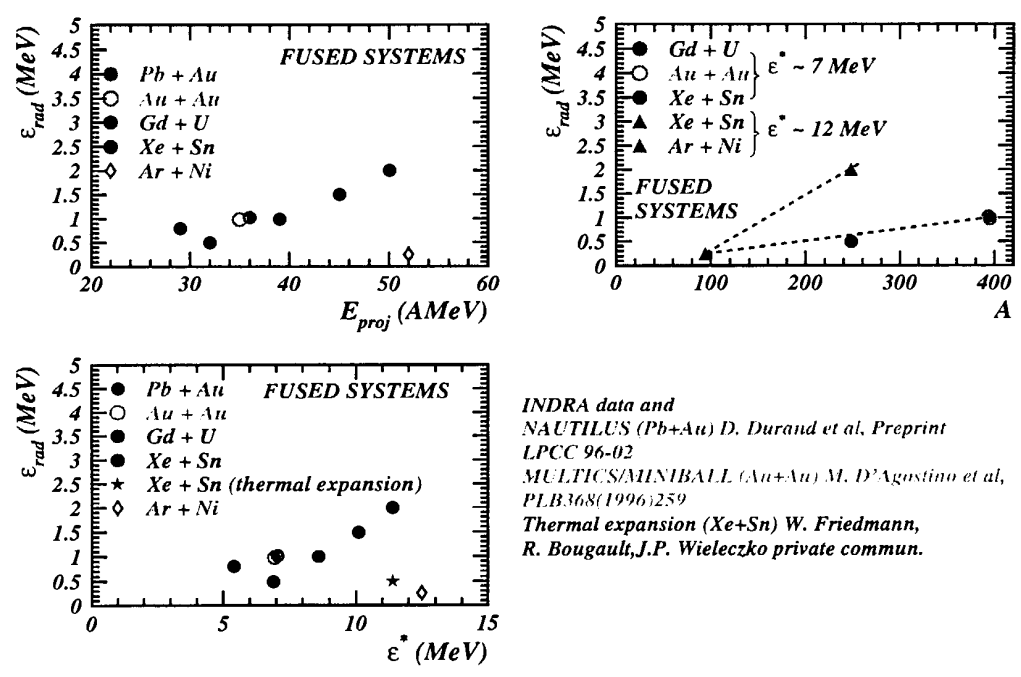 FUSED SYSTEMS
Pb + Au
Au + Au
Gd + U
Xe + Sn
Ar + Ni
ε_rad (MeV)
5
4.5
4
3.5
3
2.5
2
1.5
1
0.5
0
20 30 40 50 60
E_proj (AMeV)
Gd + U
Au + Au
Xe + Sn
ε* ~ 7 MeV
Xe + Sn
Ar + Ni
ε* ~ 12 MeV
FUSED
SYSTEMS
ε_rad (MeV)
5
4.5
4
3.5
3
2.5
2
1.5
1
0.5
0
0 100 200 300 400
A
FUSED SYSTEMS
Pb + Au
Au + Au
Gd + U
Xe + Sn
Xe + Sn (thermal expansion)
Ar + Ni
ε_rad (MeV)
5
4.5
4
3.5
3
2.5
2
1.5
1
0.5
0
0 5 10 15
ε* (MeV)
INDRA data and
NAUTILUS (Pb+Au) D. Durand et al, Preprint
LPCC 96-02
MULTICS/MINIBALL (Au+Au) M. D'Agostino et al,
PLB368(1996)259
Thermal expansion (Xe+Sn) W. Friedmann,
R. Bougault,J.P. Wieleczko private commun.